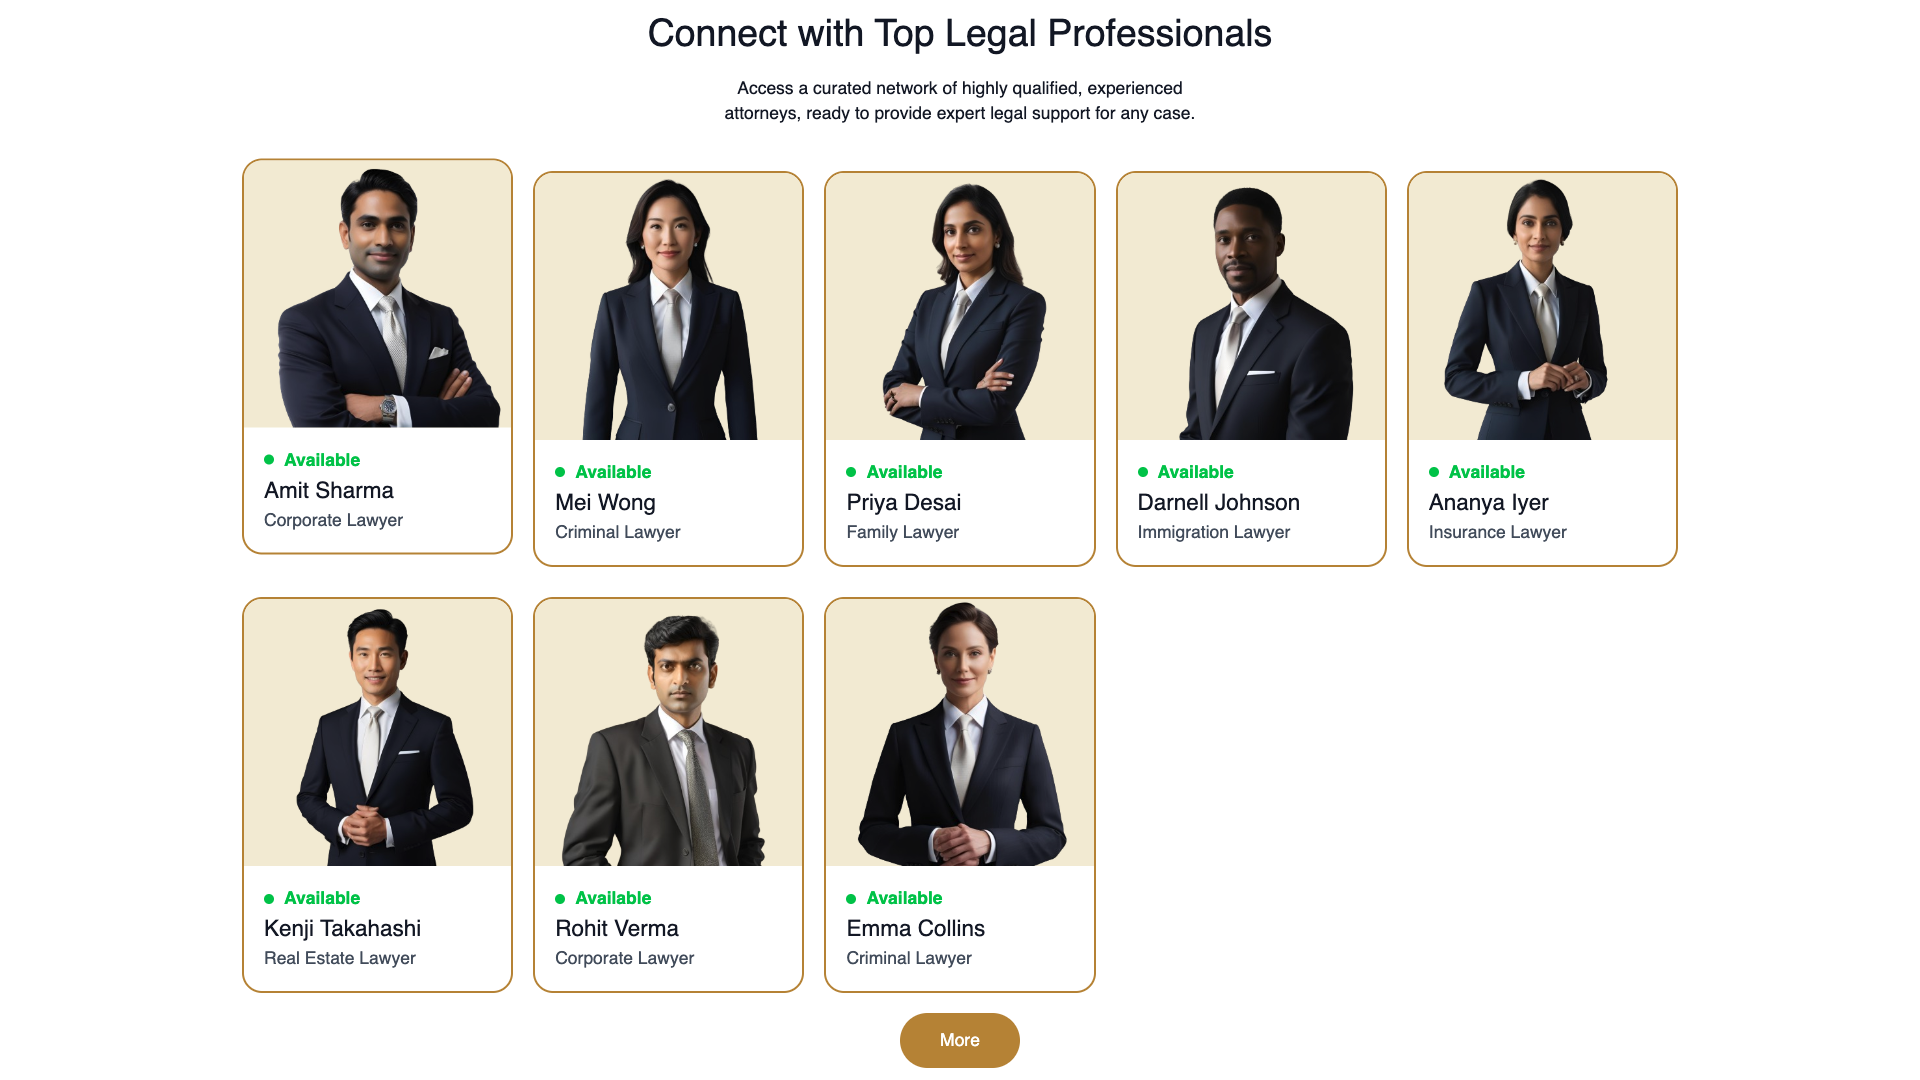 Connect with Top Legal Professionals
Access a curated network of highly qualified, experienced
attorneys, ready to provide expert legal support for any case.
Available
Amit Sharma
Corporate Lawyer
Available
Mei Wong
Criminal Lawyer
Available
Priya Desai
Family Lawyer
Available
Darnell Johnson
Immigration Lawyer
Available
Ananya Iyer
Insurance Lawyer
Available
Kenji Takahashi
Real Estate Lawyer
Available
Rohit Verma
Corporate Lawyer
Available
Emma Collins
Criminal Lawyer
More